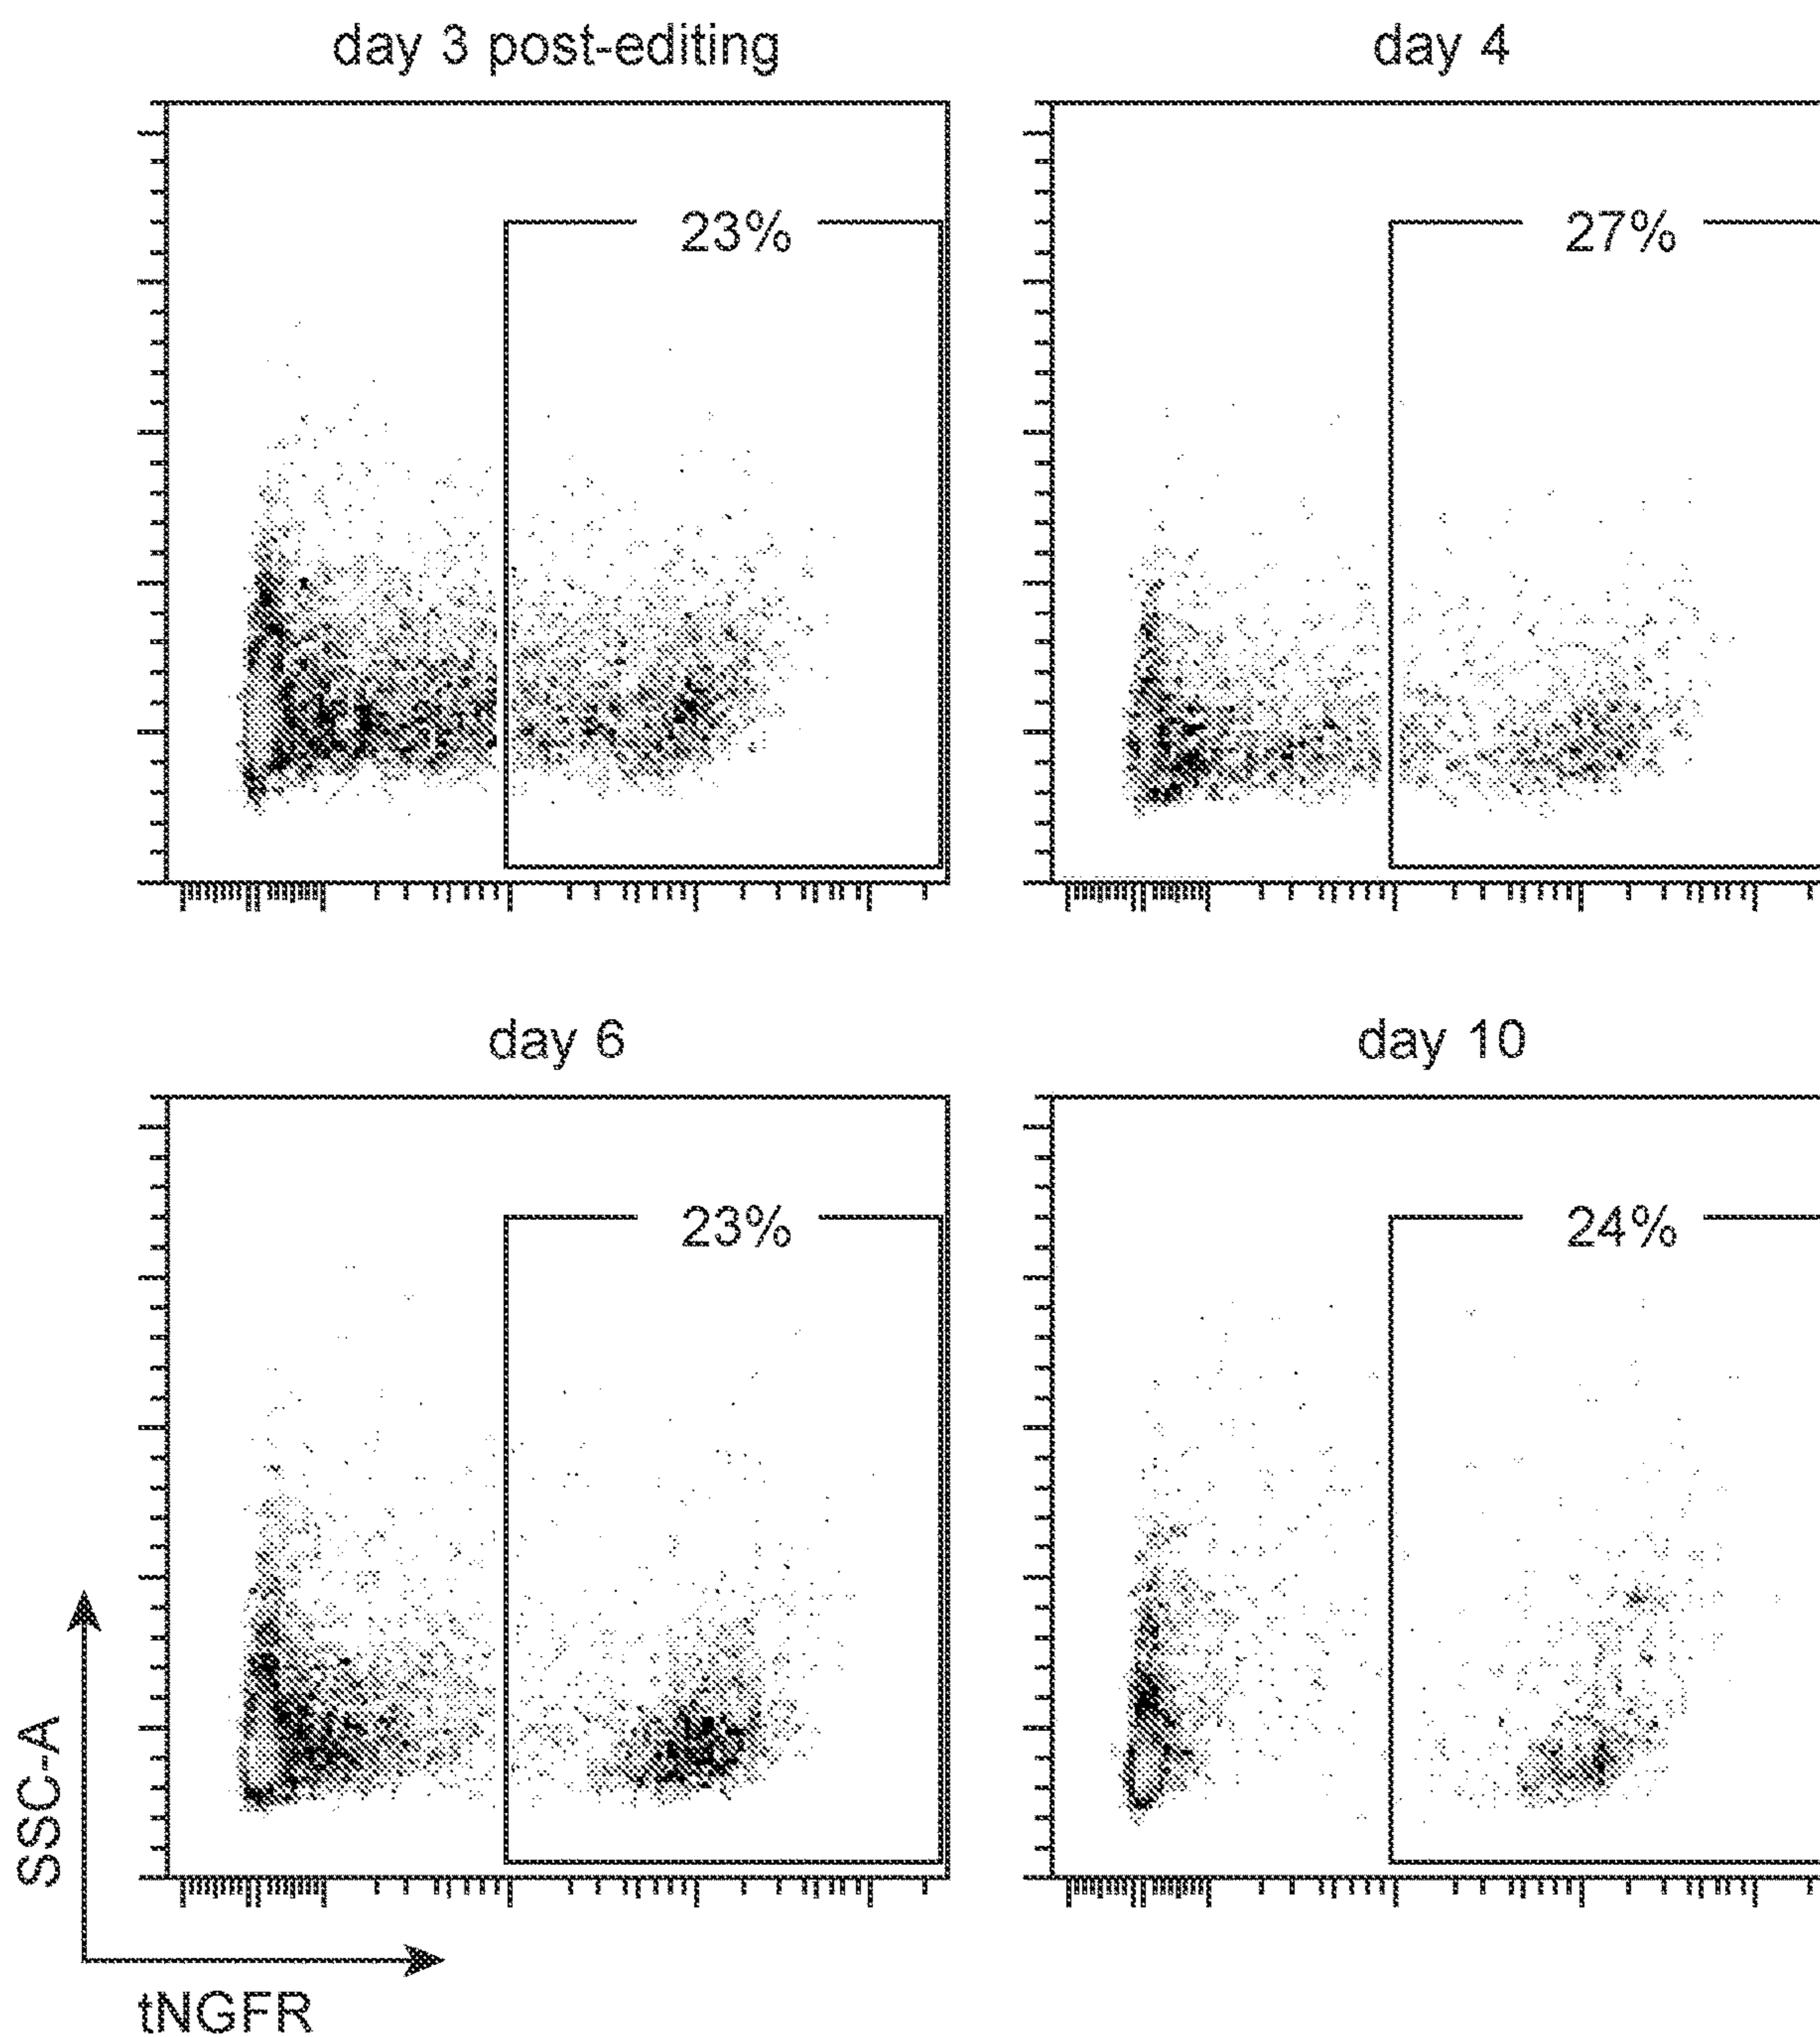 day 3 post-editing
day 4
23%
27%
day 6
day 10
23%
24%
SSC-A
tNGFR